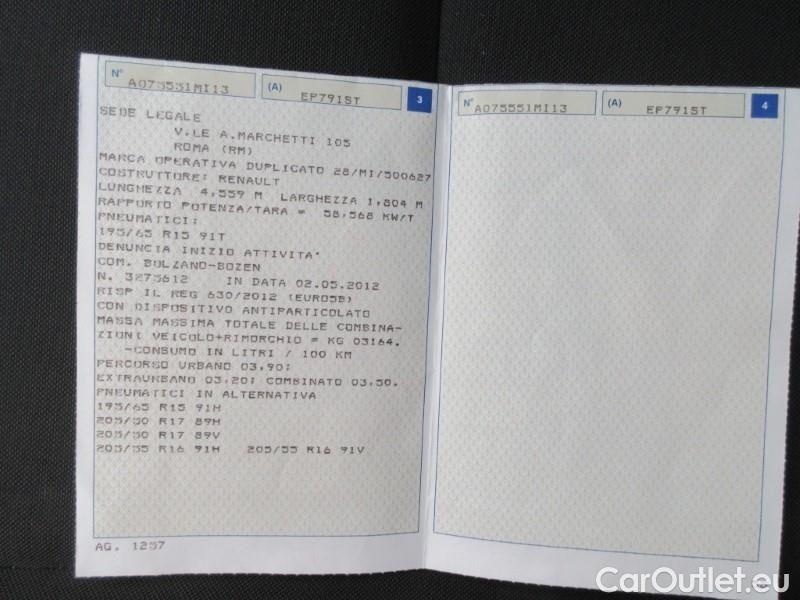 N° A075551MI13 (A) EP791ST 3
SEDE LEGALE
V.LE A.MARCHETTI 105
ROMA (RM)
MARCA OPERATIVA DUPLICATO 28/MI/500627
COSTRUTTORE: RENAULT
LUNGHEZZA 4,559 M LARGHEZZA 1,804 M
RAPPORTO POTENZA/TARA = 58,568 KW/T
PNEUMATICI:
195/65 R15 91T
DENUNCIA INIZIO ATTIVITA'
COM. BOLZANO-BOZEN
N. 3275612 IN DATA 02.05.2012
RISP IL REG 630/2012 (EURO5B)
CON DISPOSITIVO ANTIPARTICOLATO
MASSA MASSIMA TOTALE DELLE COMBINA-
ZIONI VEICOLO+RIMORCHIO = KG 03164.
-CONSUMO IN LITRI / 100 KM
PERCORSO URBANO 03,90;
EXTRAURBANO 03,20; COMBINATO 03,50.
PNEUMATICI IN ALTERNATIVA
195/65 R15 91H
205/50 R17 89H
205/50 R17 89V
205/55 R16 91H 205/55 R16 91V
AG. 1257
N° A075551MI13 (A) EP791ST 4
CarOutlet.eu